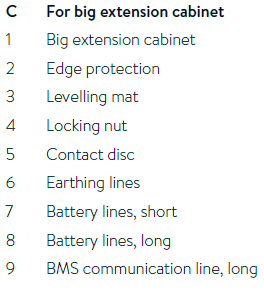 C For big extension cabinet
1 Big extension cabinet
2 Edge protection
3 Levelling mat
4 Locking nut
5 Contact disc
6 Earthing lines
7 Battery lines, short
8 Battery lines, long
9 BMS communication line, long